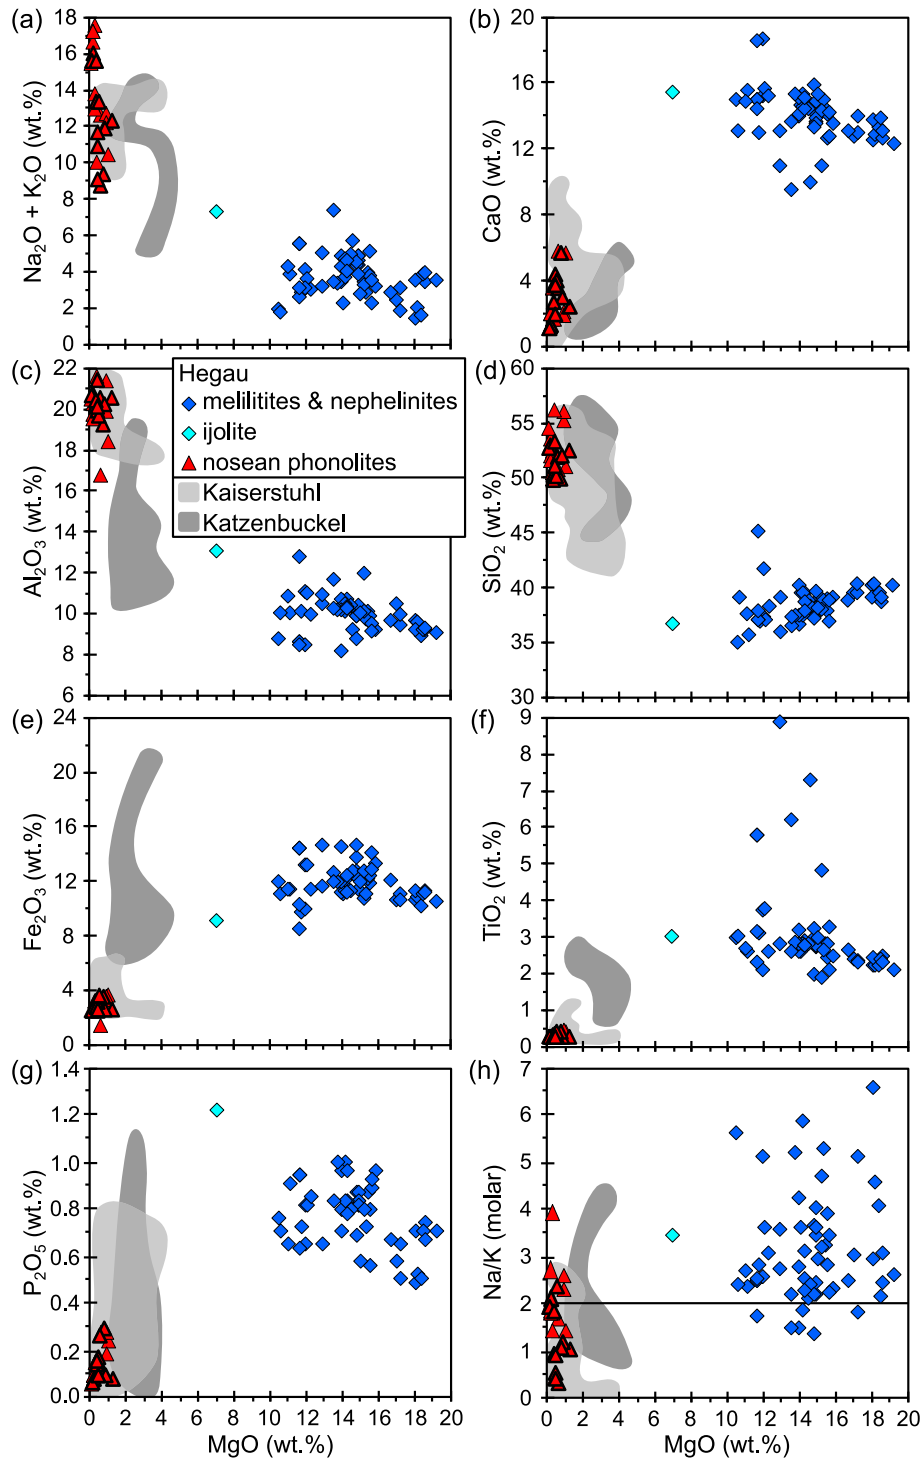 (a)
18
16
14
12
10
8
6
4
2
0
Na₂O + K₂O (wt.%)
(b)
20
16
12
8
4
0
CaO (wt.%)
(c)
22
20
18
16
14
12
10
8
6
Al₂O₃ (wt.%)
Hegau
melilitites & nephelinites
ijolite
nosean phonolites
Kaiserstuhl
Katzenbuckel
(d)
60
55
50
45
40
35
30
SiO₂ (wt.%)
(e)
24
20
16
12
8
4
0
Fe₂O₃ (wt.%)
(f)
9
8
7
6
5
4
3
2
1
0
TiO₂ (wt.%)
(g)
1.4
1.2
1.0
0.8
0.6
0.4
0.2
0.0
P₂O₅ (wt.%)
0 2 4 6 8 10 12 14 16 18 20
MgO (wt.%)
(h)
7
6
5
4
3
2
1
0
Na/K (molar)
0 2 4 6 8 10 12 14 16 18 20
MgO (wt.%)